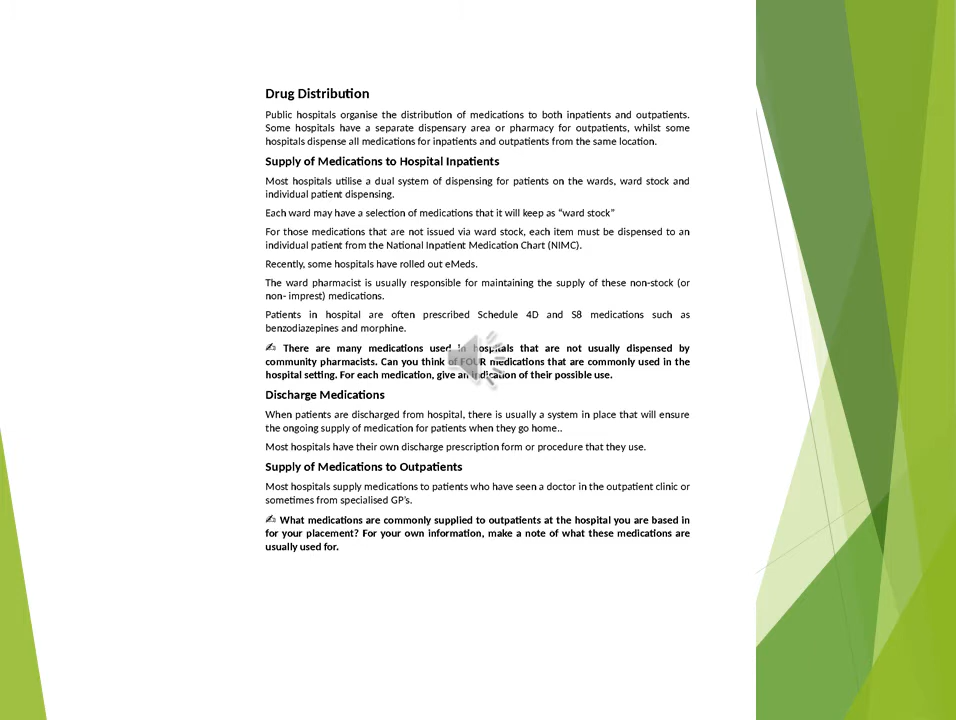 Drug Distribution
Public hospitals organise the distribution of medications to both inpatients and outpatients.
Some hospitals have a separate dispensary area or pharmacy for outpatients, whilst some
hospitals dispense all medications for inpatients and outpatients from the same location.
Supply of Medications to Hospital Inpatients
Most hospitals utilise a dual system of dispensing for patients on the wards, ward stock and
individual patient dispensing.
Each ward may have a selection of medications that it will keep as “ward stock”
For those medications that are not issued via ward stock, each item must be dispensed to an
individual patient from the National Inpatient Medication Chart (NIMC).
Recently, some hospitals have rolled out eMeds.
The ward pharmacist is usually responsible for maintaining the supply of these non-stock (or
non- imprest) medications.
Patients in hospital are often prescribed Schedule 4D and S8 medications such as
benzodiazepines and morphine.
✍ There are many medications used in hospitals that are not usually dispensed by
community pharmacists. Can you think of FOUR medications that are commonly used in the
hospital setting. For each medication, give an indication of their possible use.
Discharge Medications
When patients are discharged from hospital, there is usually a system in place that will ensure
the ongoing supply of medication for patients when they go home..
Most hospitals have their own discharge prescription form or procedure that they use.
Supply of Medications to Outpatients
Most hospitals supply medications to patients who have seen a doctor in the outpatient clinic or
sometimes from specialised GP’s.
✍ What medications are commonly supplied to outpatients at the hospital you are based in
for your placement? For your own information, make a note of what these medications are
usually used for.